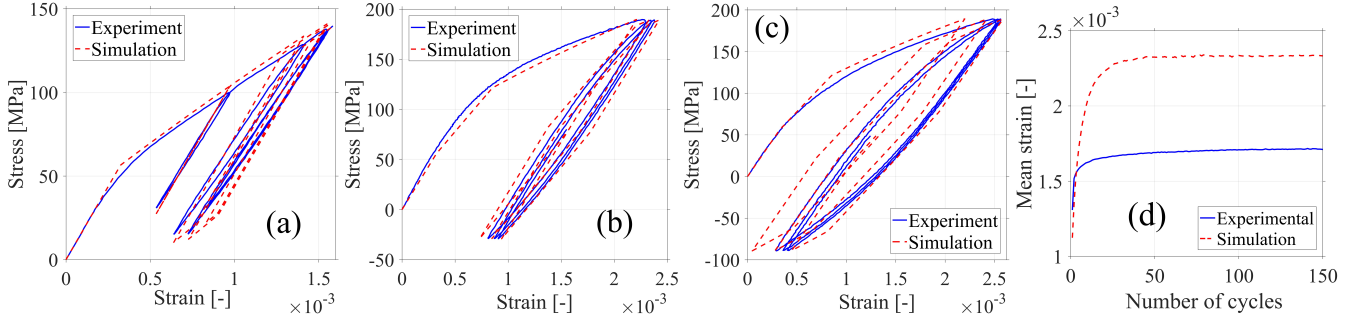 150
100
50
0
Stress [MPa]
Experiment
Simulation
(a)
0
0.5
1
1.5
Strain [-]
×10⁻³
200
150
100
50
0
-50
Stress [MPa]
Experiment
Simulation
(b)
0
0.5
1
1.5
2
2.5
Strain [-]
×10⁻³
200
150
100
50
0
-50
-100
Stress [MPa]
(c)
Experiment
Simulation
0
0.5
1
1.5
2
2.5
Strain [-]
×10⁻³
×10⁻³
2.5
2
1.5
1
Mean strain [-]
(d)
Experimental
Simulation
0
50
100
150
Number of cycles